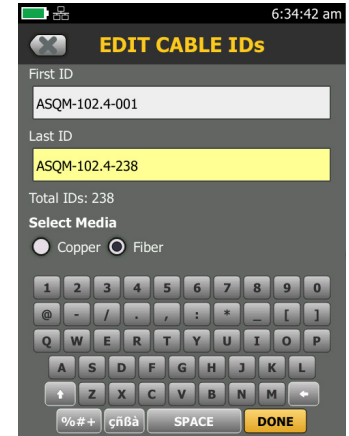 6:34:42 am
EDIT CABLE IDs
First ID
ASQM-102.4-001
Last ID
ASQM-102.4-238
Total IDs: 238
Select Media
Copper Fiber
1 2 3 4 5 6 7 8 9 0
@ - / . , : * _ [ ]
Q W E R T Y U I O P
A S D F G H J K L
Z X C V B N M
%#+ çñßà SPACE DONE